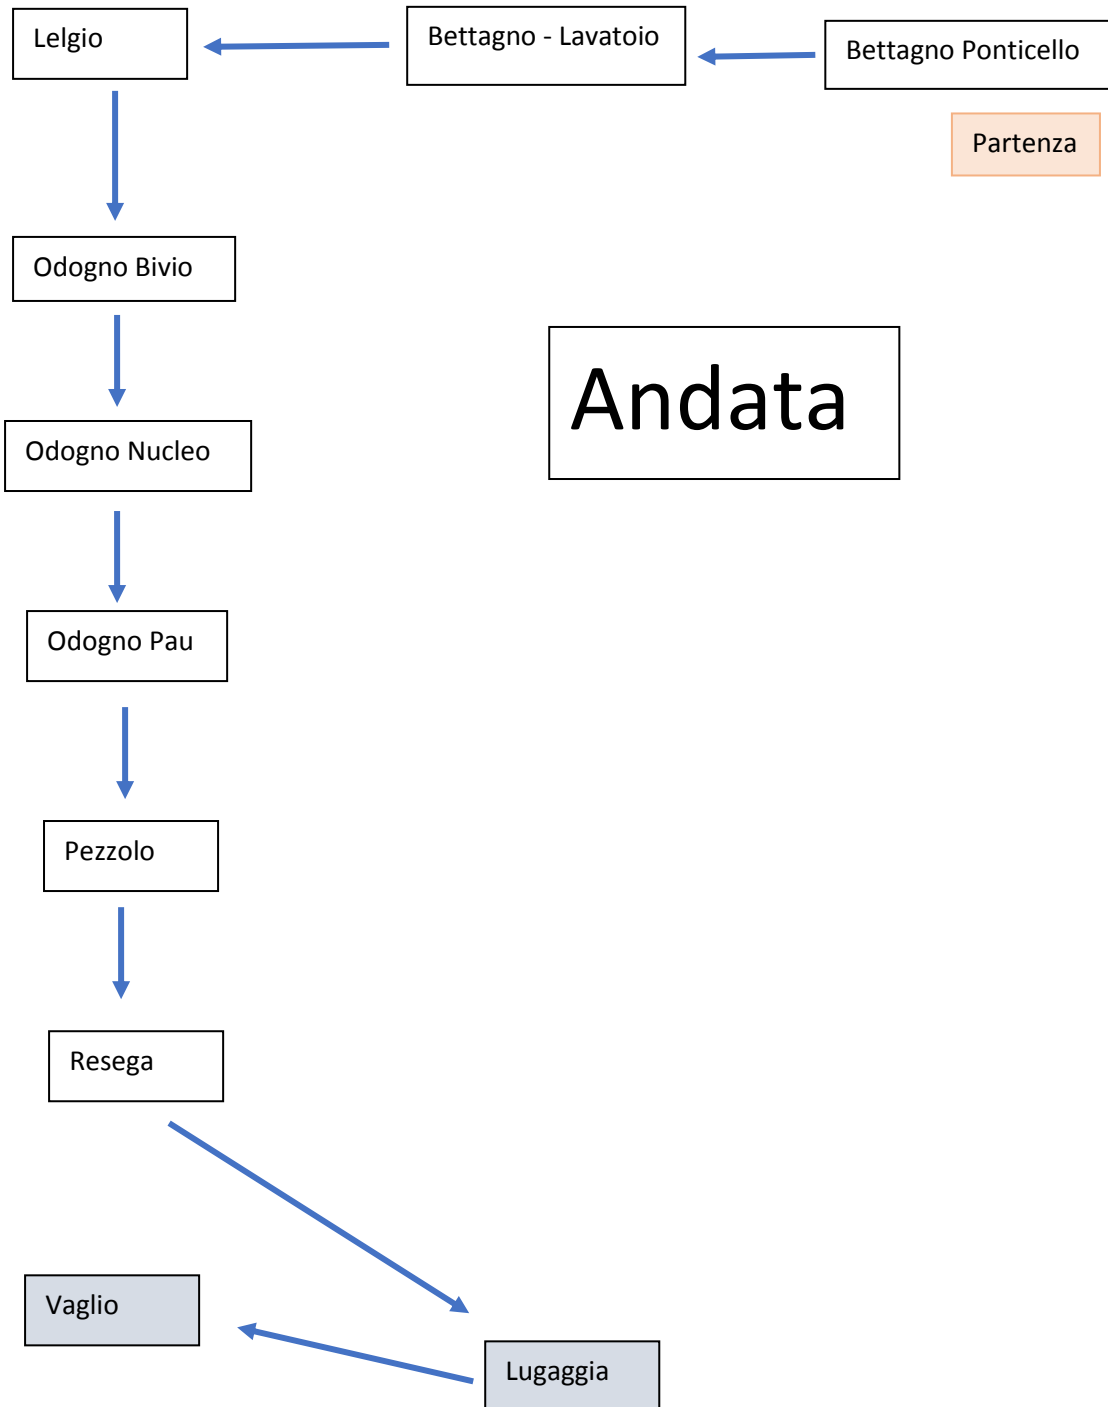 Lelgio
Bettagno - Lavatoio
Bettagno Ponticello
Partenza
Odogno Bivio
Andata
Odogno Nucleo
Odogno Pau
Pezzolo
Resega
Vaglio
Lugaggia